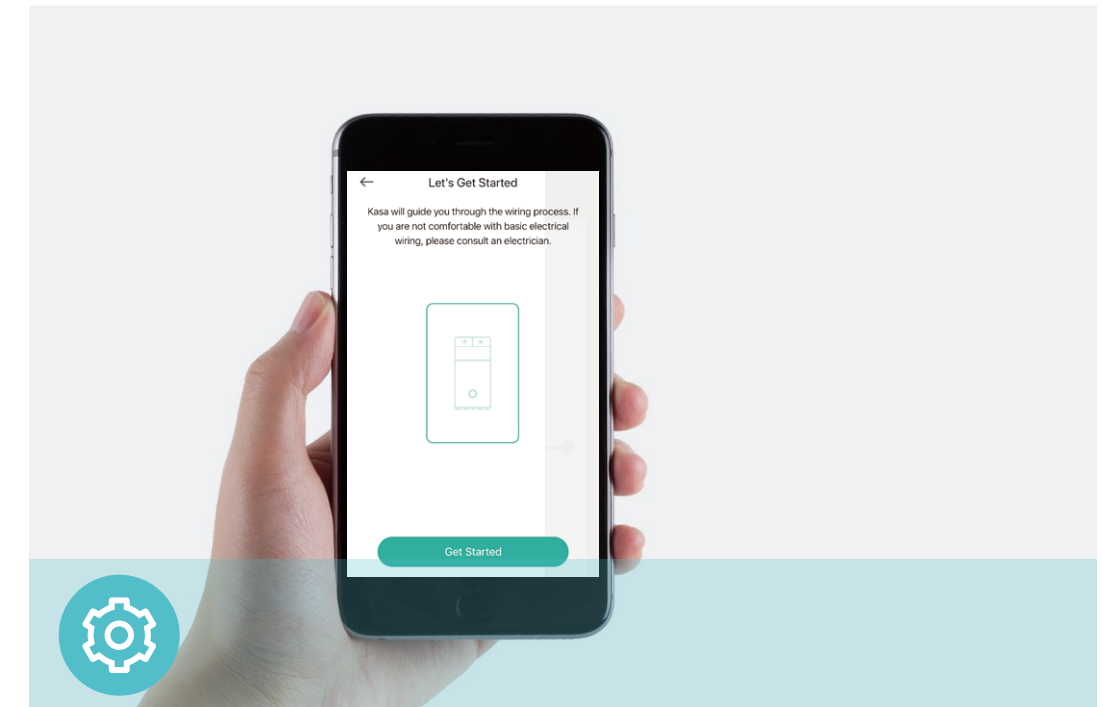 Let's Get Started
Kasa will guide you through the wiring process. If
you are not comfortable with basic electrical
wiring, please consult an electrician.
Get Started